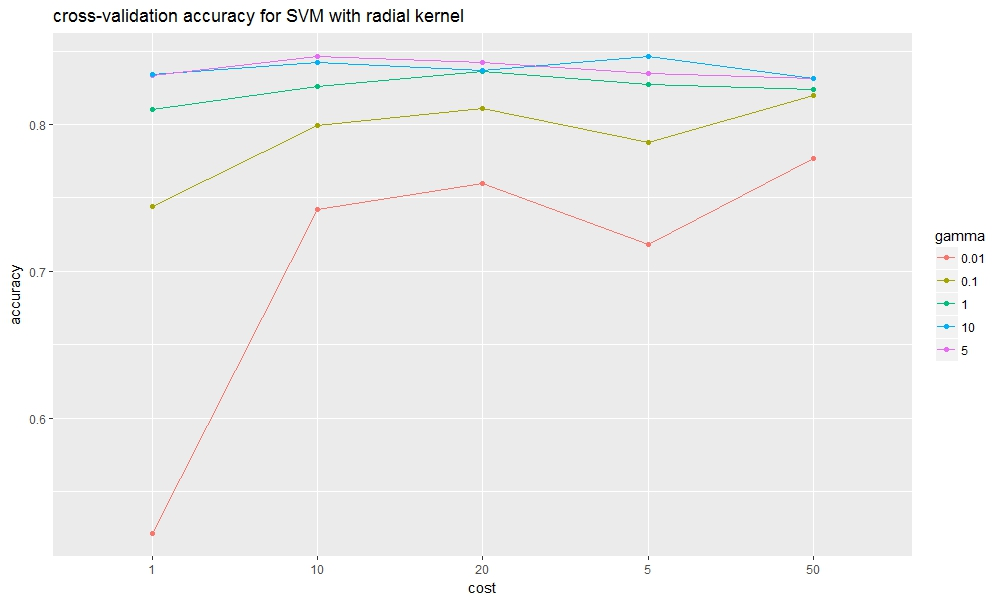 cross-validation accuracy for SVM with radial kernel
accuracy
0.8
0.7
0.6
1 10 20 5 50
cost
gamma
0.01
0.1
1
10
5